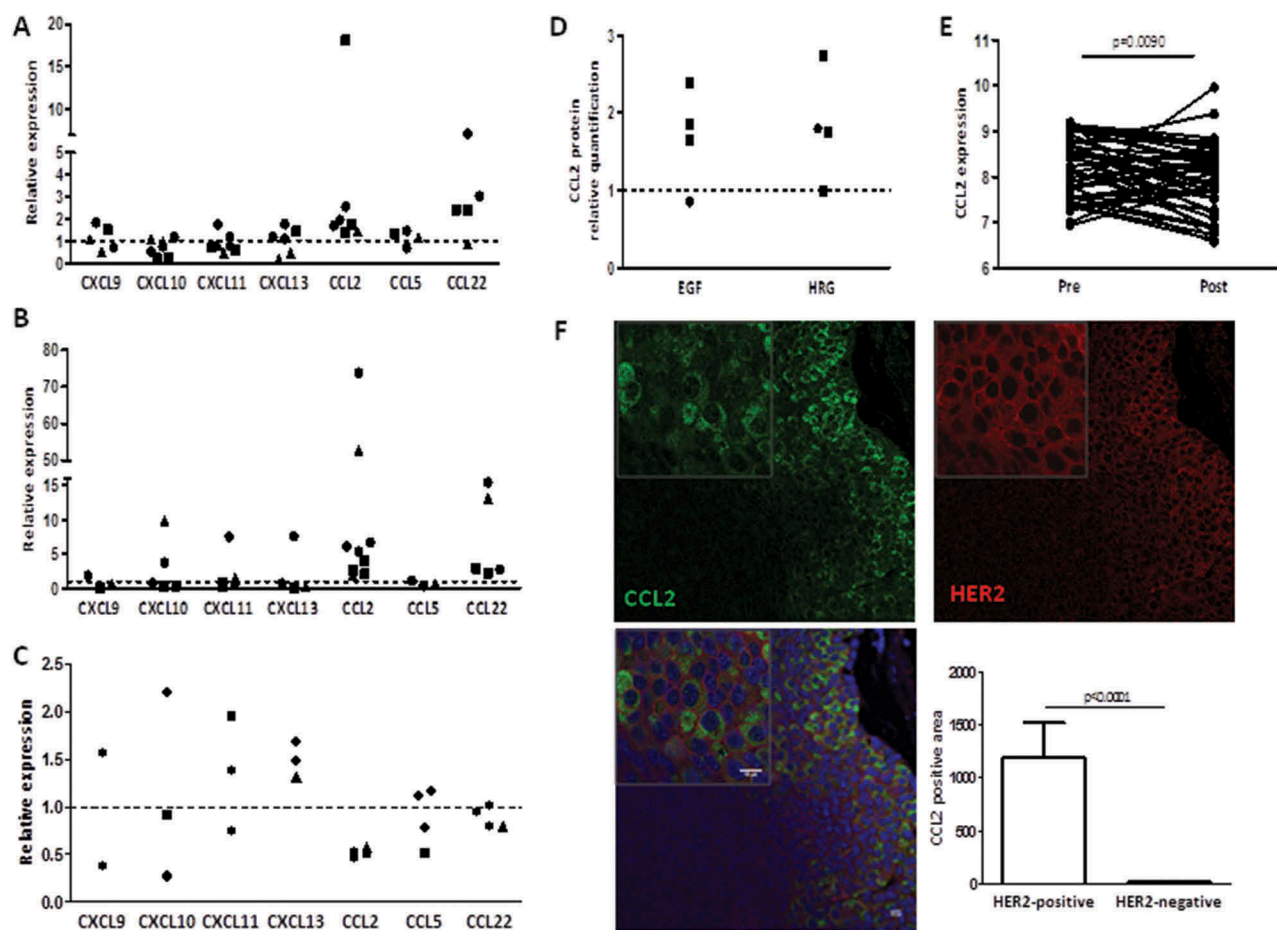 A
Relative expression
20
15
10
5
5
4
3
2
1
0
CXCL9 CXCL10 CXCL11 CXCL13 CCL2 CCL5 CCL22
B
Relative expression
80
70
60
50
15
10
5
0
CXCL9 CXCL10 CXCL11 CXCL13 CCL2 CCL5 CCL22
C
Relative expression
2.5
2.0
1.5
1.0
0.5
0.0
CXCL9 CXCL10 CXCL11 CXCL13 CCL2 CCL5 CCL22
D
CCL2 protein
relative quantification
3
2
1
0
EGF HRG
E
p=0.0090
CCL2 expression
11
10
9
8
7
6
Pre Post
F
CCL2
HER2
CCL2 positive area
2000
1500
1000
500
0
p<0.0001
HER2-positive HER2-negative